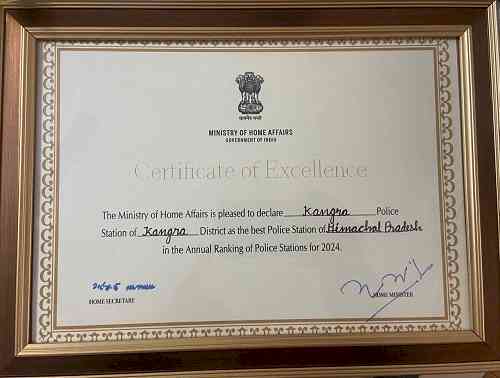 सत्यमेव जयते
MINISTRY OF HOME AFFAIRS
GOVERNMENT OF INDIA
Certificate of Excellence
The Ministry of Home Affairs is pleased to declare Kangra Police
Station of Kangra District as the best Police Station of Himachal Pradesh
in the Annual Ranking of Police Stations for 2024.
HOME SECRETARY
HOME MINISTER